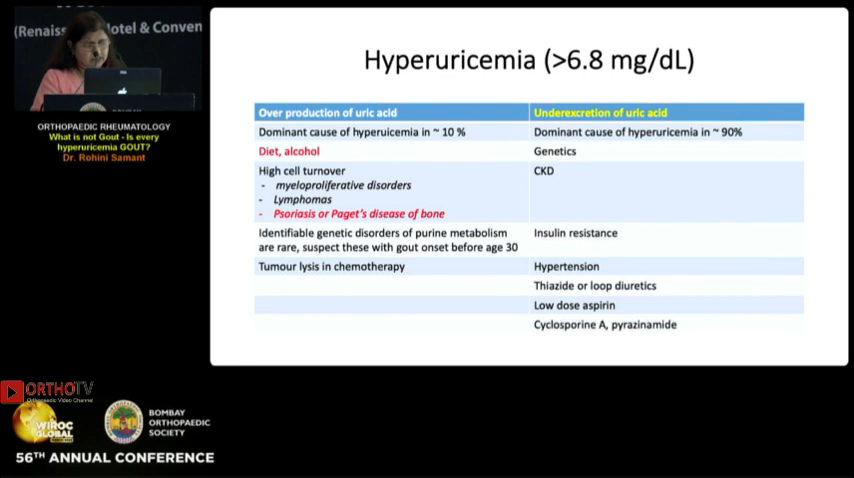 (Renaiss
otel & Conven
ORTHOPAEDIC RHEUMATOLOGY
What is not Gout - Is every
hyperuricemia GOUT?
Dr. Rohini Samant
Hyperuricemia (>6.8 mg/dL)
Over production of uric acid
Underexcretion of uric acid
Dominant cause of hyperuicemia in ~ 10 %
Dominant cause of hyperuricemia in ~ 90%
Diet, alcohol
Genetics
High cell turnover
CKD
- myeloproliferative disorders
- Lymphomas
- Psoriasis or Paget's disease of bone
Identifiable genetic disorders of purine metabolism
are rare, suspect these with gout onset before age 30
Insulin resistance
Tumour lysis in chemotherapy
Hypertension
Thiazide or loop diuretics
Low dose aspirin
Cyclosporine A, pyrazinamide
ORTHOTV
Orthopaedic Video Channel
WIROC
GLOBAL
BOMBAY
ORTHOPAEDIC
SOCIETY
56TH ANNUAL CONFERENCE